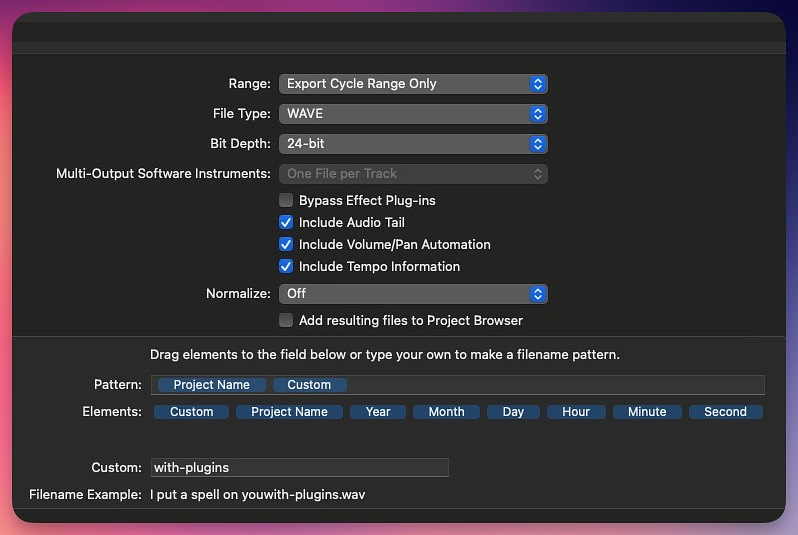 Range: Export Cycle Range Only
File Type: WAVE
Bit Depth: 24-bit
Multi-Output Software Instruments: One File per Track
Bypass Effect Plug-ins
Include Audio Tail
Include Volume/Pan Automation
Include Tempo Information
Normalize: Off
Add resulting files to Project Browser
Drag elements to the field below or type your own to make a filename pattern.
Pattern: Project Name Custom
Elements: Custom Project Name Year Month Day Hour Minute Second
Custom: with-plugins
Filename Example: I put a spell on youwith-plugins.wav